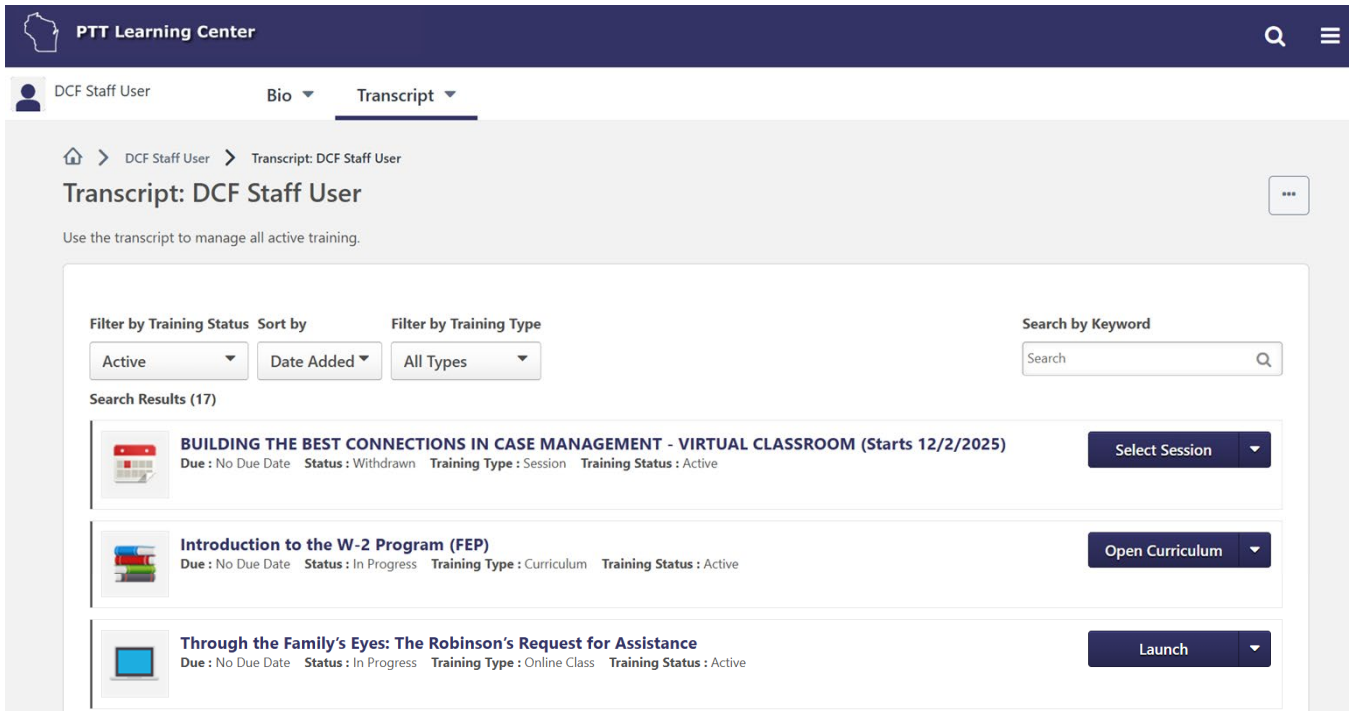 PTT Learning Center
DCF Staff User
Bio
Transcript
DCF Staff User
Transcript: DCF Staff User
Transcript: DCF Staff User
...
Use the transcript to manage all active training.
Filter by Training Status Sort by Filter by Training Type Search by Keyword
Active Date Added All Types Search
Search Results (17)
BUILDING THE BEST CONNECTIONS IN CASE MANAGEMENT - VIRTUAL CLASSROOM (Starts 12/2/2025)
Due : No Due Date Status : Withdrawn Training Type : Session Training Status : Active
Select Session
Introduction to the W-2 Program (FEP)
Due : No Due Date Status : In Progress Training Type : Curriculum Training Status : Active
Open Curriculum
Through the Family’s Eyes: The Robinson’s Request for Assistance
Due : No Due Date Status : In Progress Training Type : Online Class Training Status : Active
Launch